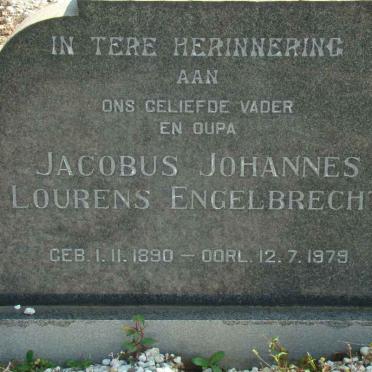 IN TERE HERINNERING
AAN
ONS GELIEFDE VADER
EN OUPA
JACOBUS JOHANNES
LOURENS ENGELBRECHT
GEB. 1.11.1890 – OORL. 12.7.1979